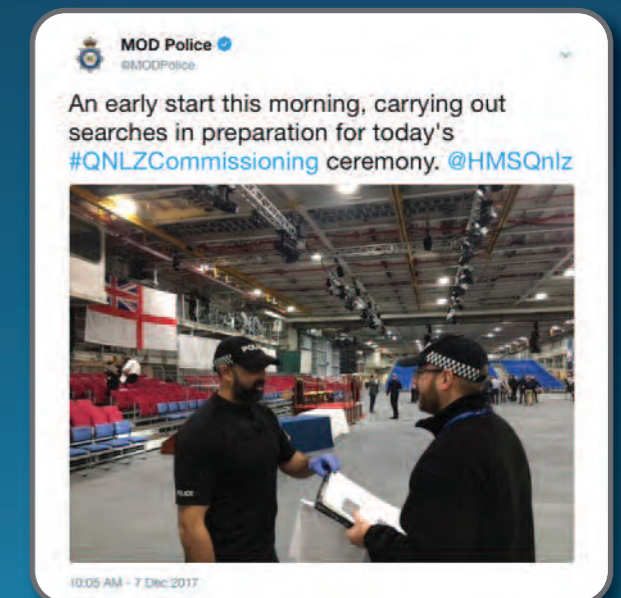 MOD Police
@MODPolice
An early start this morning, carrying out
searches in preparation for today's
#QNLZCommissioning ceremony. @HMSQnlz
POLICE
POLICE
10:05 AM - 7 Dec 2017